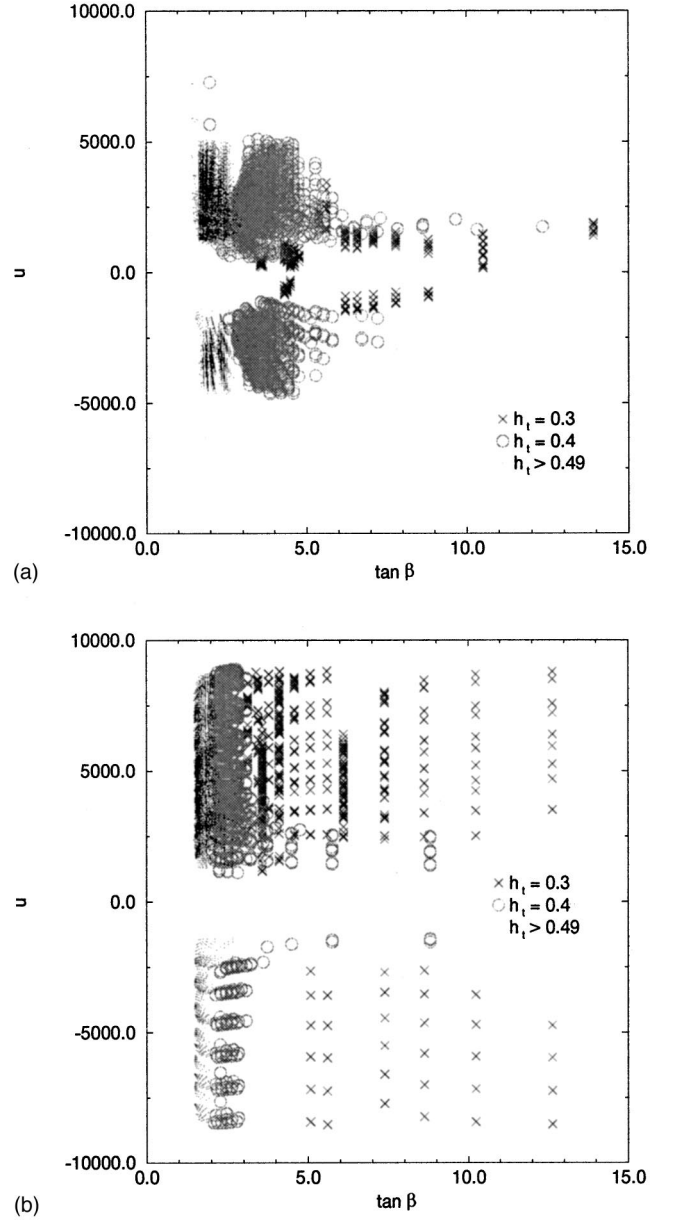 10000.0
5000.0
u
0.0
-5000.0
× h t = 0.3
○ h t = 0.4
h t > 0.49
-10000.0
0.0 5.0 10.0 15.0
(a)
tan β
10000.0
5000.0
u
0.0
× h t = 0.3
○ h t = 0.4
h t > 0.49
-5000.0
-10000.0
0.0 5.0 10.0 15.0
(b)
tan β